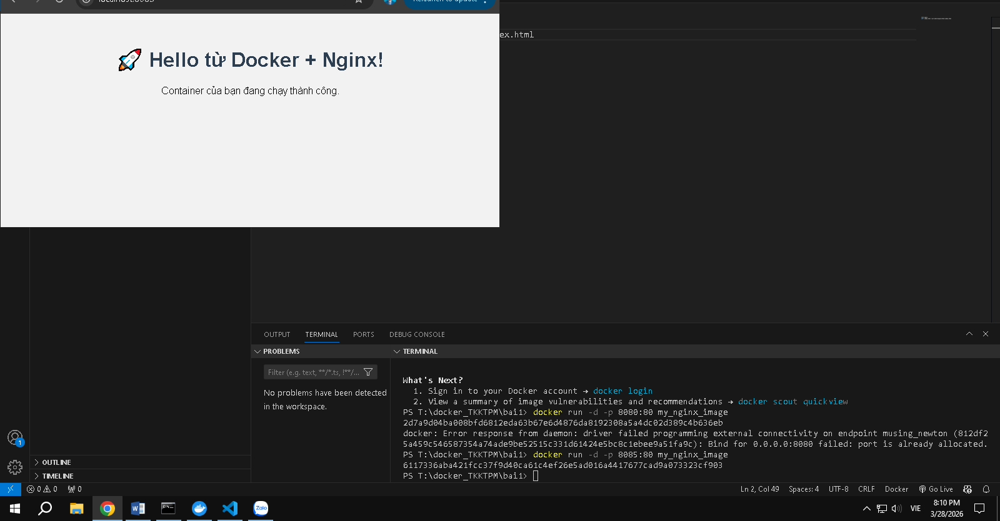 Hello từ Docker + Nginx!
Container của bạn đang chạy thành công.
ex.html
OUTPUT TERMINAL PORTS DEBUG CONSOLE
PROBLEMS
Filter (e.g. text, **/*.ts, !**/...
No problems have been detected
in the workspace.
TERMINAL
What's Next?
1. Sign in to your Docker account → docker login
2. View a summary of image vulnerabilities and recommendations → docker scout quickview
PS T:\docker_TKKTPM\bai1> docker run -d -p 8080:80 my_nginx_image
2d7a9d04ba008bfd6812eda63b67e6d4876da8192308a5a4dc02d389c4b636eb
docker: Error response from daemon: driver failed programming external connectivity on endpoint musing_newton (812df2
5a459c546587354a74ade9be52515c331d61424e5bc8c1ebee9a51fa9c): Bind for 0.0.0.0:8080 failed: port is already allocated.
PS T:\docker_TKKTPM\bai1> docker run -d -p 8085:80 my_nginx_image
6117336aba421fcc37f9d40ca61c4ef26e5ad016a4417677cad9a073323cf903
PS T:\docker_TKKTPM\bai1>
1
OUTLINE
TIMELINE
0 0 0
Ln 2, Col 49 Spaces: 4 UTF-8 CRLF Docker Go Live
Zalo
VIE
8:10 PM
3/28/2026